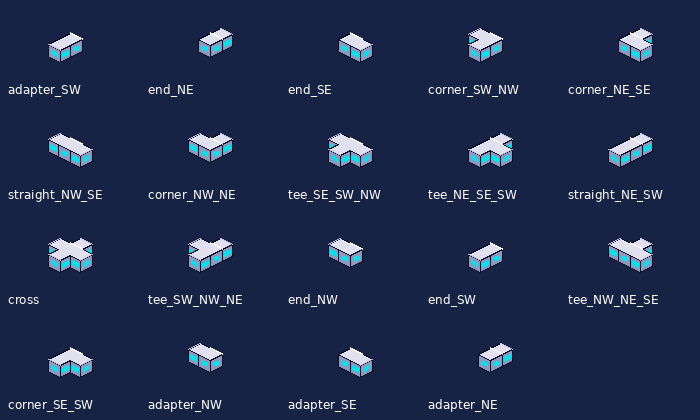 adapter_SW end_NE end_SE corner_SW_NW corner_NE_SE
straight_NW_SE corner_NW_NE tee_SE_SW_NW tee_NE_SE_SW straight_NE_SW
cross tee_SW_NW_NE end_NW end_SW tee_NW_NE_SE
corner_SE_SW adapter_NW adapter_SE adapter_NE